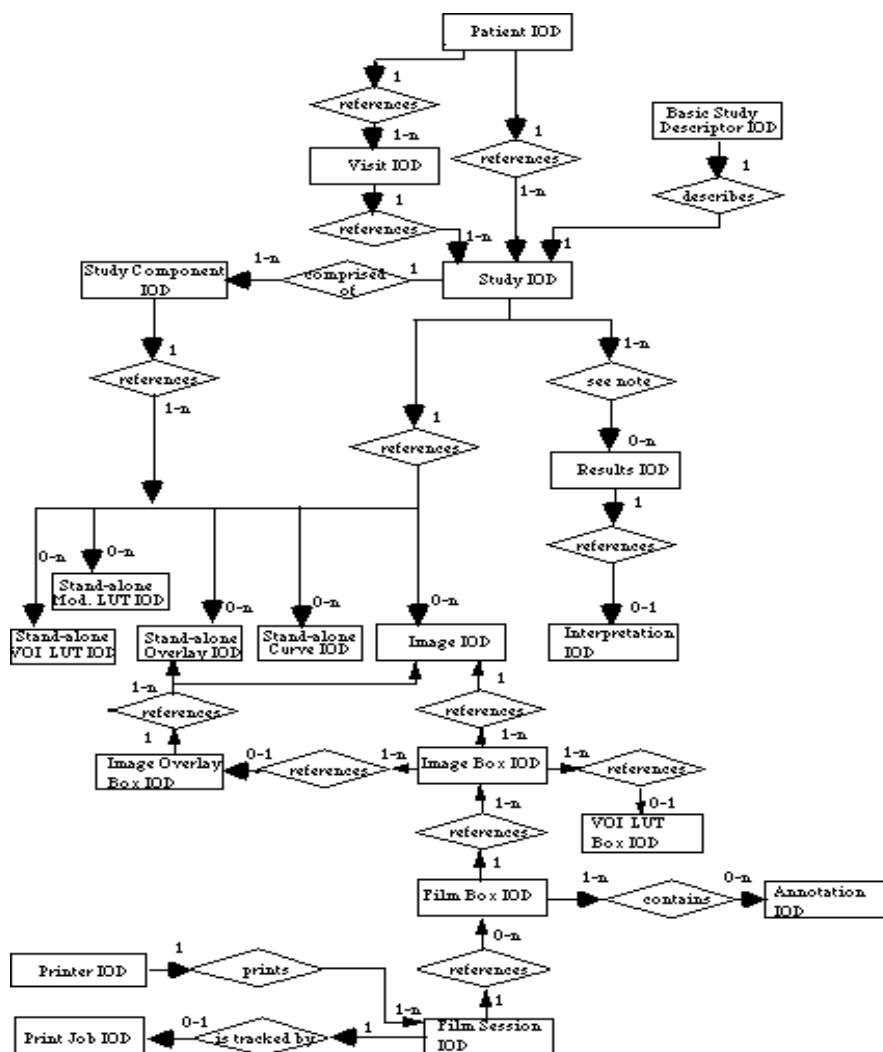 Patient IOD
1
references
1-n
Visit IOD
1
references
1-n
1
references
1-n
Basic Study
Descriptor IOD
1
describes
1
Study IOD
1
comprised
of
1-n
Study Component
IOD
1
references
1-n
1
references
1-n
see note
0-n
Results IOD
1
references
0-1
Interpretation
IOD
0-n
Stand-alone
VOI LUT IOD
0-n
Stand-alone
Mod. LUT IOD
0-n
Stand-alone
Overlay IOD
0-n
Stand-alone
Curve IOD
0-n
Image IOD
1-n
references
1
Image Overlay
Box IOD
0-1
references
1-n
1
references
1-n
Image Box IOD
1-n
references
0-1
VOI LUT
Box IOD
1-n
references
1
Film Box IOD
1-n
contains
0-n
Annotation
IOD
0-n
references
1
Printer IOD
1
prints
1-n
Film Session
IOD
1
is tracked by
0-1
Print Job IOD